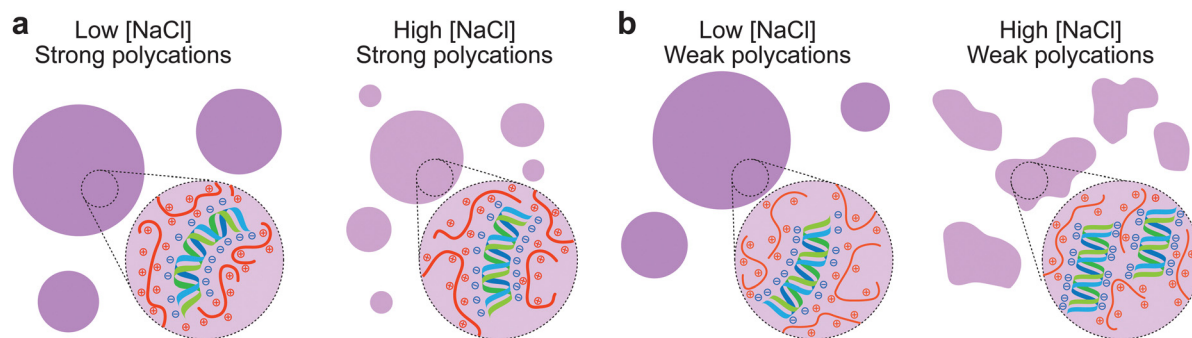 a
Low [NaCl]
Strong polycations
High [NaCl]
Strong polycations
b
Low [NaCl]
Weak polycations
High [NaCl]
Weak polycations